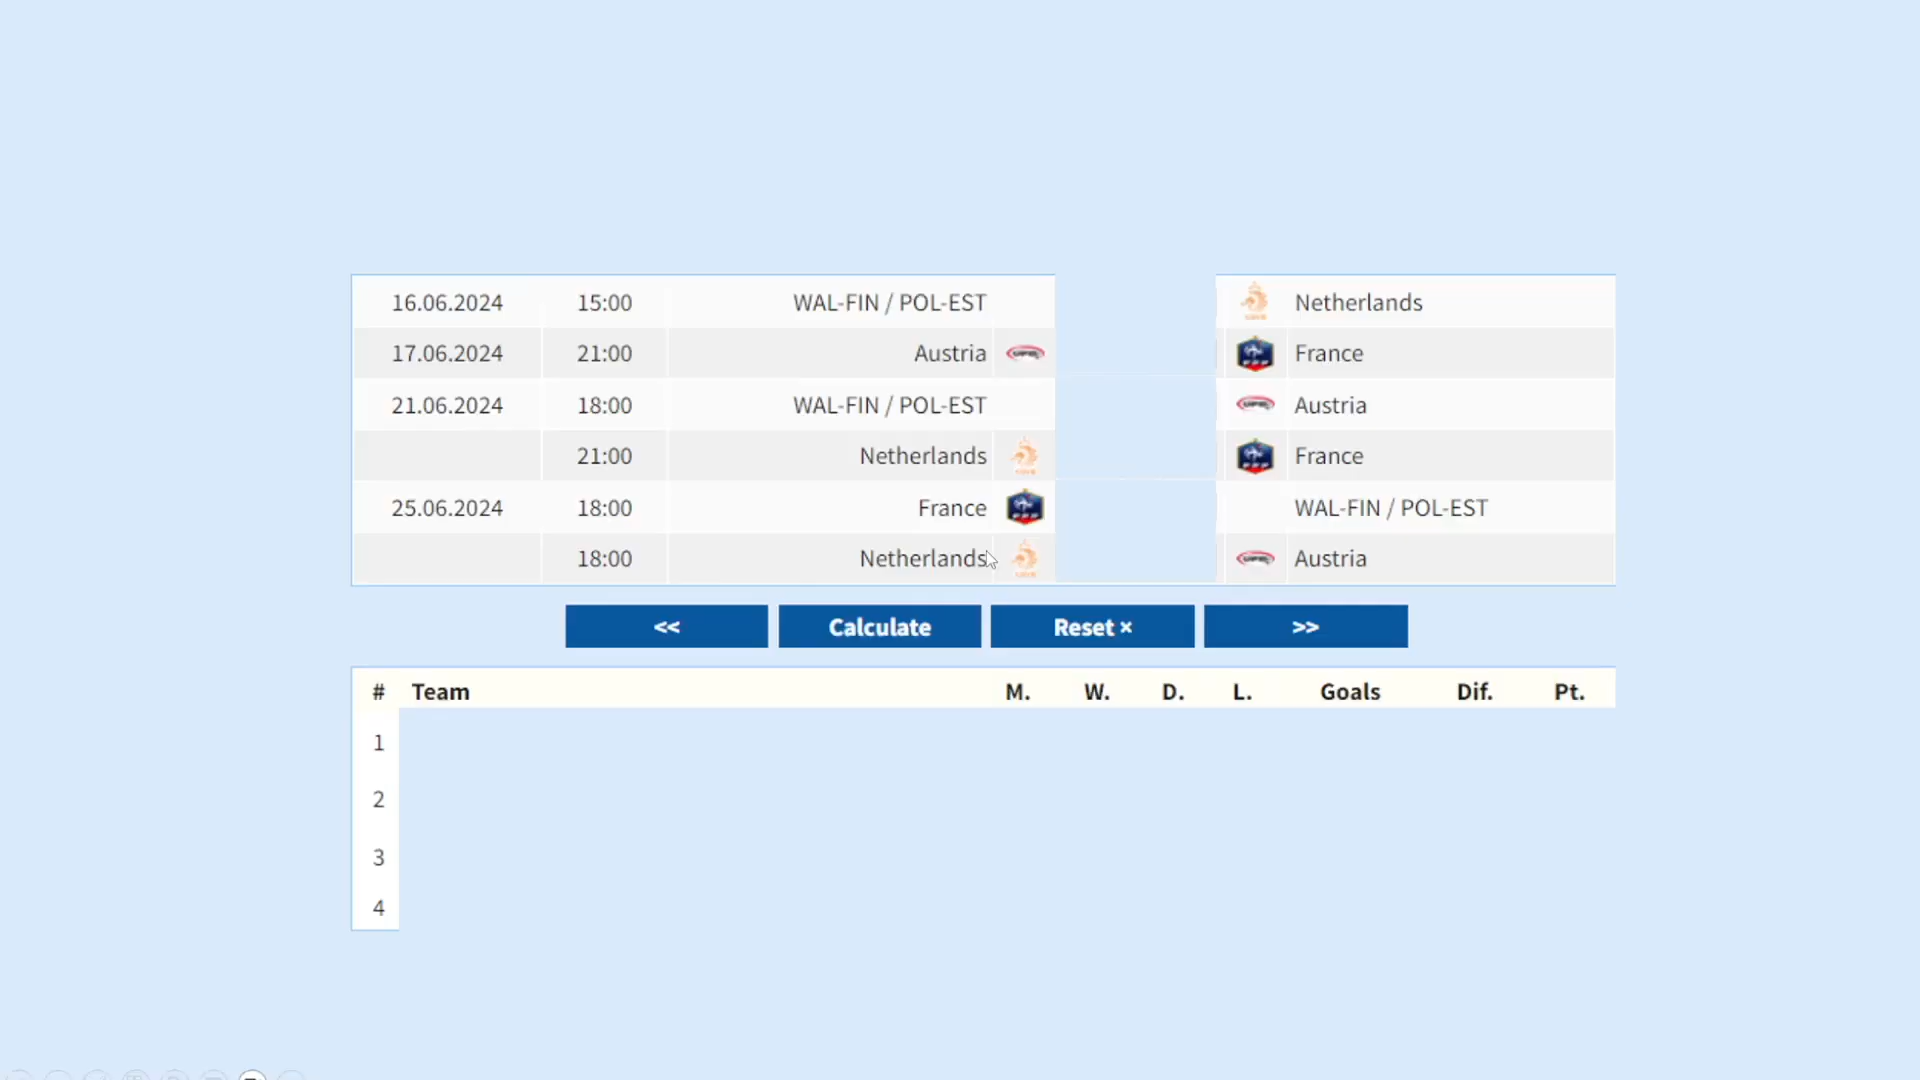 16.06.2024 15:00 WAL-FIN / POL-EST Netherlands
17.06.2024 21:00 Austria France
21.06.2024 18:00 WAL-FIN / POL-EST Austria
21:00 Netherlands France
25.06.2024 18:00 France WAL-FIN / POL-EST
18:00 Netherlands Austria
<< Calculate Reset × >>
# Team M. W. D. L. Goals Dif. Pt.
1
2
3
4